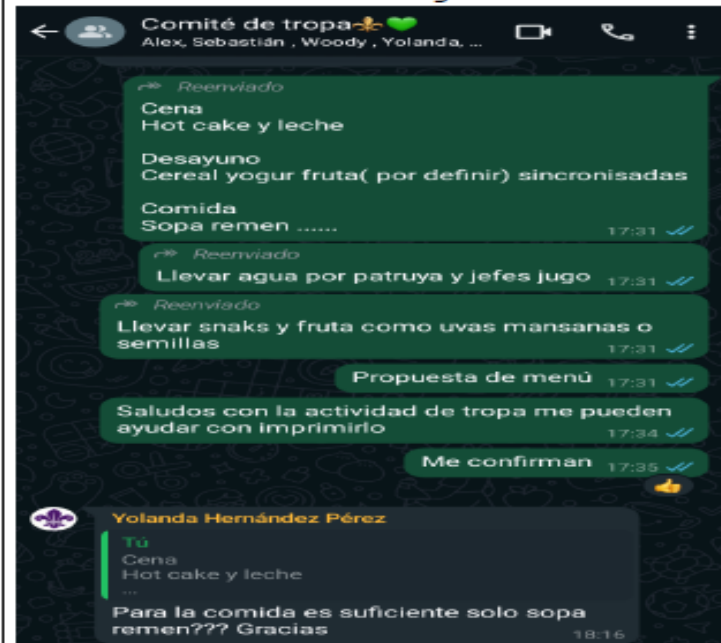 Comité de tropa⚜️💚
Alex, Sebastián , Woody , Yolanda, ...
Reenviado
Cena
Hot cake y leche
Desayuno
Cereal yogur fruta( por definir) sincronisadas
Comida
Sopa remen ......
17:31
Reenviado
Llevar agua por patruya y jefes jugo 17:31
Reenviado
Llevar snaks y fruta como uvas mansanas o
semillas
17:31
Propuesta de menú 17:31
Saludos con la actividad de tropa me pueden
ayudar con imprimirlo
17:34
Me confirman 17:35
👍
Yolanda Hernández Pérez
Tú
Cena
Hot cake y leche
...
Para la comida es suficiente solo sopa
remen??? Gracias
18:16